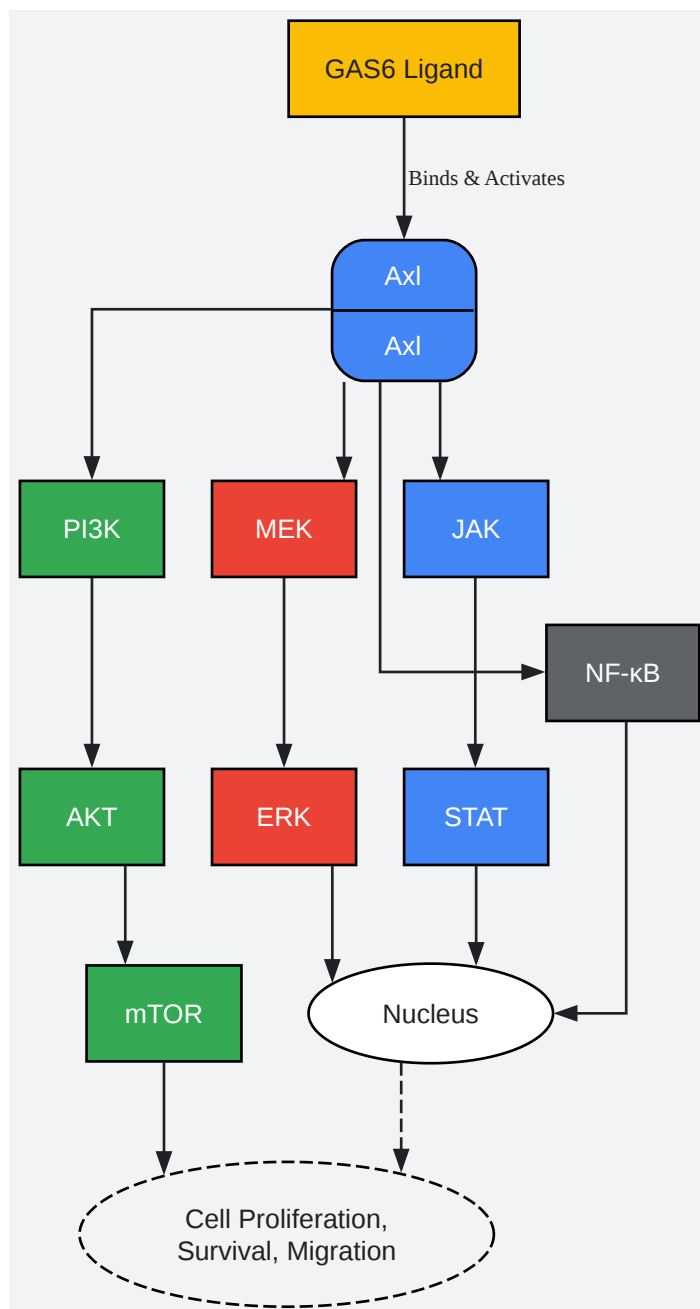 GAS6 Ligand
Binds & Activates
Axl
Axl
PI3K
MEK
JAK
NF-κB
AKT
ERK
STAT
mTOR
Nucleus
Cell Proliferation,
Survival, Migration